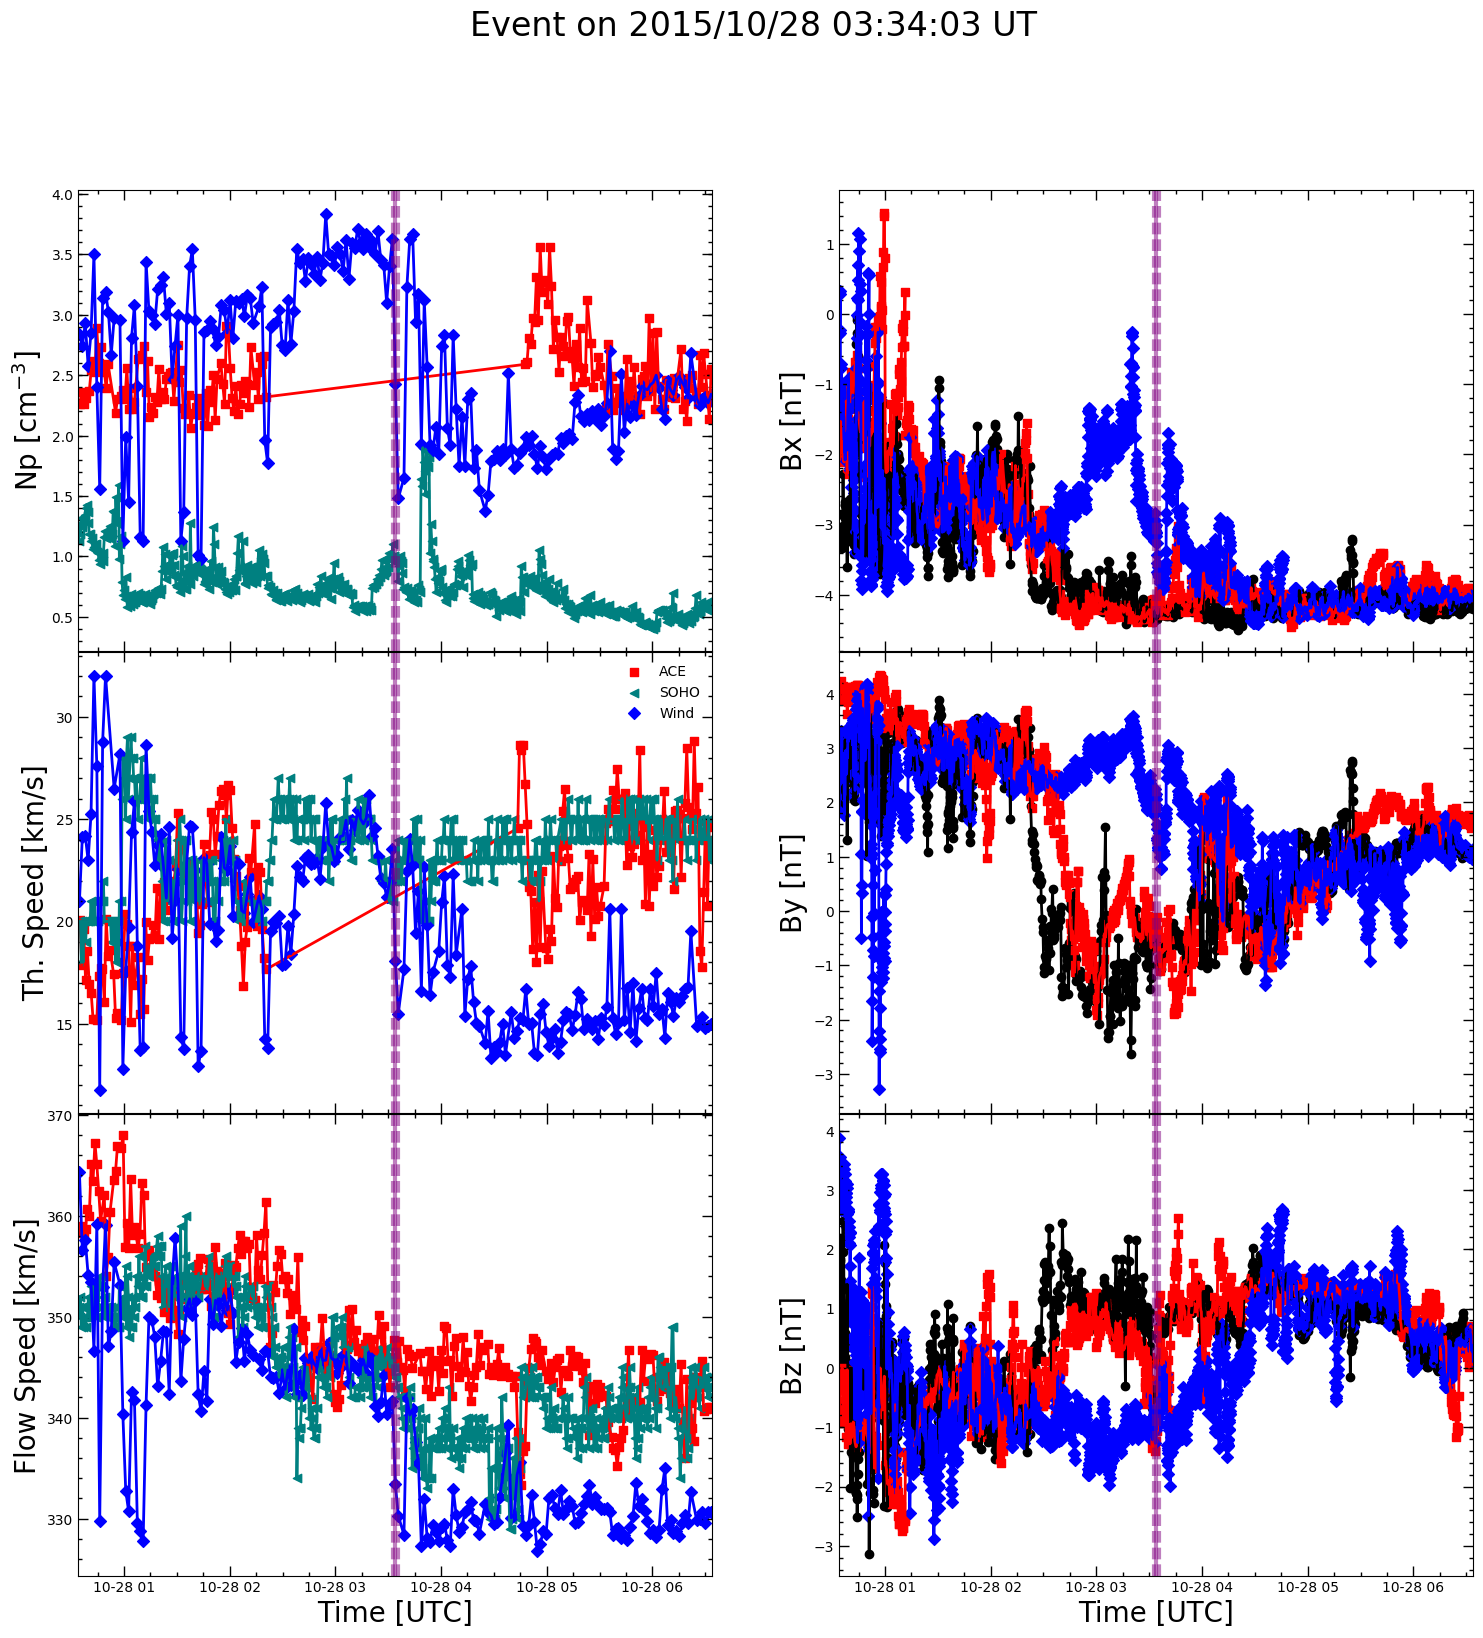 Event on 2015/10/28 03:34:03 UT
Np [cm⁻³]
4.0
3.5
3.0
2.5
2.0
1.5
1.0
0.5
Th. Speed [km/s]
30
25
20
15
ACE
SOHO
Wind
Flow Speed [km/s]
370
360
350
340
330
10-28 01 10-28 02 10-28 03 10-28 04 10-28 05 10-28 06
Time [UTC]
Bx [nT]
1
0
−1
−2
−3
−4
By [nT]
4
3
2
1
0
−1
−2
−3
Bz [nT]
4
3
2
1
0
−1
−2
−3
10-28 01 10-28 02 10-28 03 10-28 04 10-28 05 10-28 06
Time [UTC]